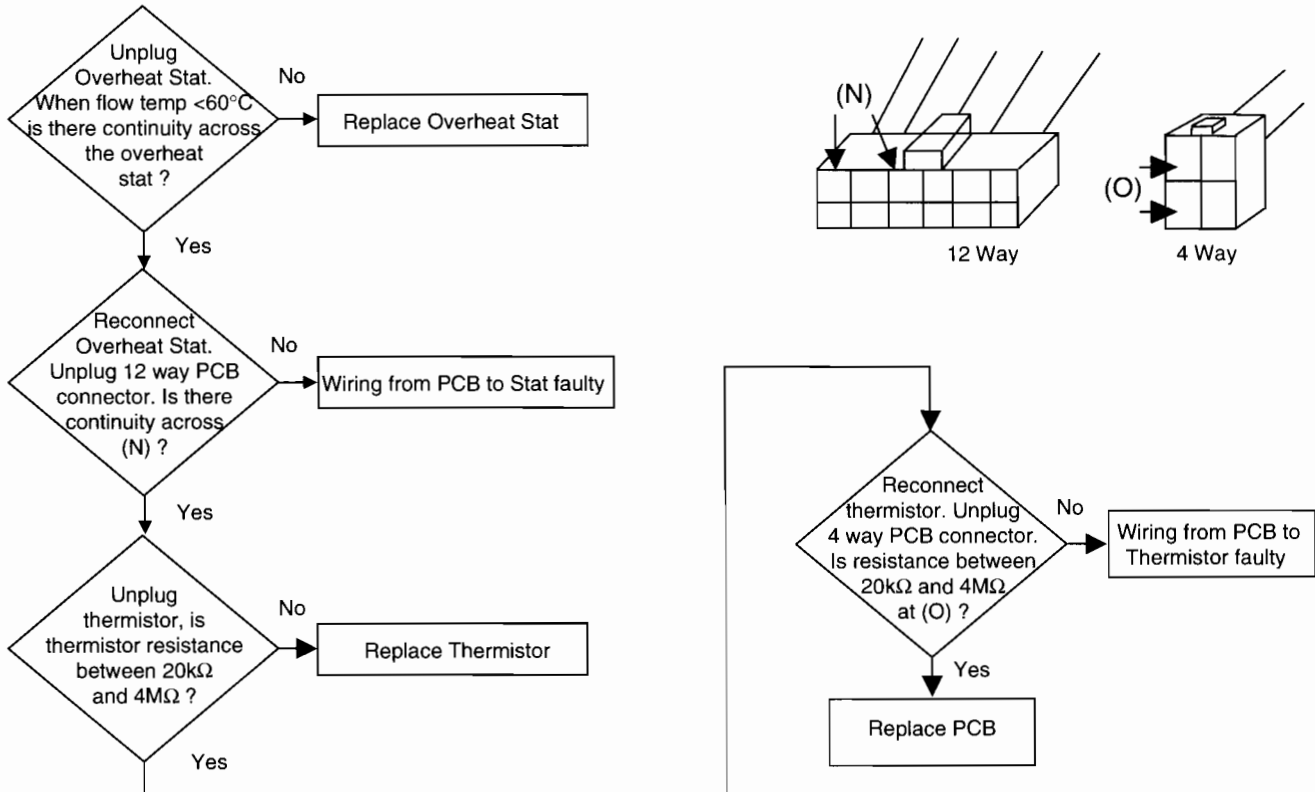 Unplug
Overheat Stat.
When flow temp <60°C
is there continuity across
the overheat
stat ?
No
Replace Overheat Stat
Yes
Reconnect
Overheat Stat.
Unplug 12 way PCB
connector. Is there
continuity across
(N) ?
No
Wiring from PCB to Stat faulty
Yes
Unplug
thermistor, is
thermistor resistance
between 20kΩ
and 4MΩ ?
No
Replace Thermistor
Yes
(N)
12 Way
(O)
4 Way
Reconnect
thermistor. Unplug
4 way PCB connector.
Is resistance between
20kΩ and 4MΩ
at (O) ?
No
Wiring from PCB to
Thermistor faulty
Yes
Replace PCB